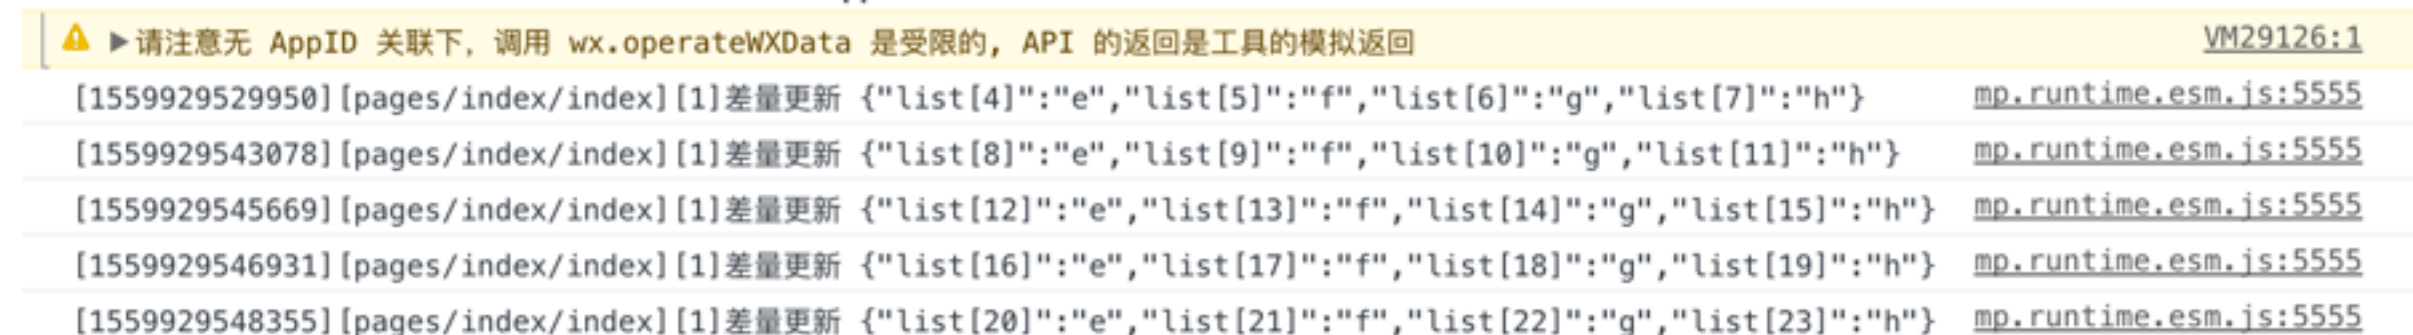 请注意无 AppID 关联下, 调用 wx.operateWXData 是受限的, API 的返回是工具的模拟返回 VM29126:1
[1559929529950][pages/index/index][1]差量更新 {"list[4]":"e","list[5]":"f","list[6]":"g","list[7]":"h"} mp.runtime.esm.js:5555
[1559929543078][pages/index/index][1]差量更新 {"list[8]":"e","list[9]":"f","list[10]":"g","list[11]":"h"} mp.runtime.esm.js:5555
[1559929545669][pages/index/index][1]差量更新 {"list[12]":"e","list[13]":"f","list[14]":"g","list[15]":"h"} mp.runtime.esm.js:5555
[1559929546931][pages/index/index][1]差量更新 {"list[16]":"e","list[17]":"f","list[18]":"g","list[19]":"h"} mp.runtime.esm.js:5555
[1559929548355][pages/index/index][1]差量更新 {"list[20]":"e","list[21]":"f","list[22]":"g","list[23]":"h"} mp.runtime.esm.js:5555